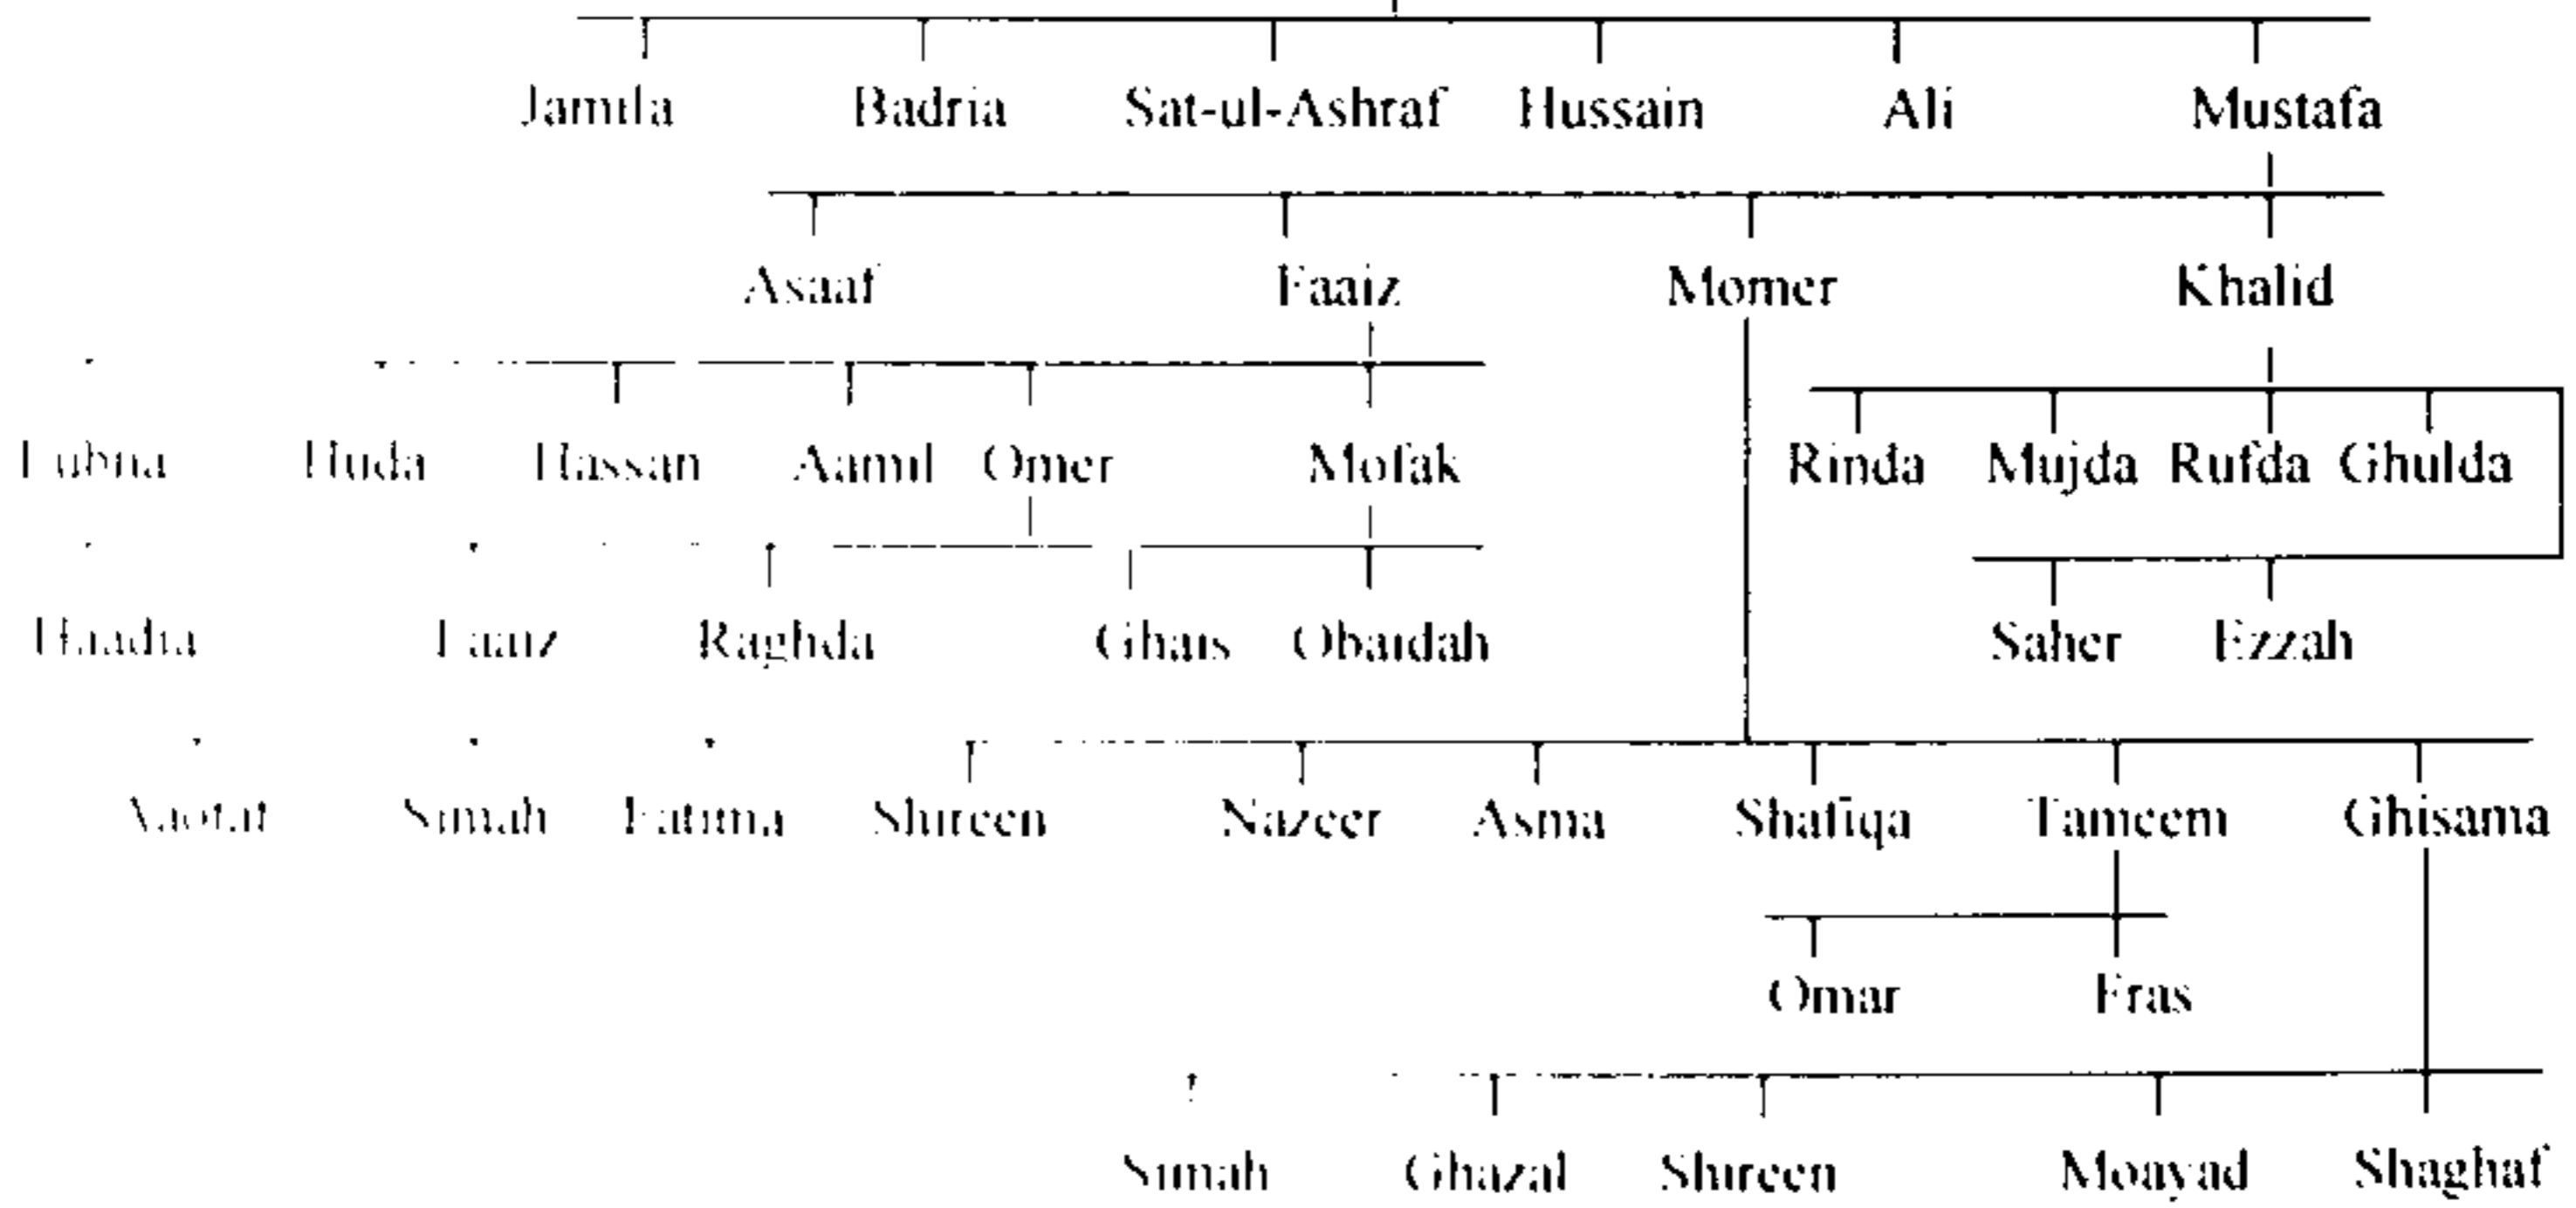 Jamila Badria Sat-ul-Ashraf Hussain Ali Mustafa
Asaaf Faaiz Momer Khalid
Lubna Huda Hassan Aamil Omer Mofak Rinda Mujda Rufda Ghulda
Faaiz Raghda Ghais Obaidah Saher Ezzah
Simah Fatima Shireen Nazeer Asma Shafiqa Tameem Ghisama
Omar Fras
Simah Ghazal Shireen Moayad Shaghaf